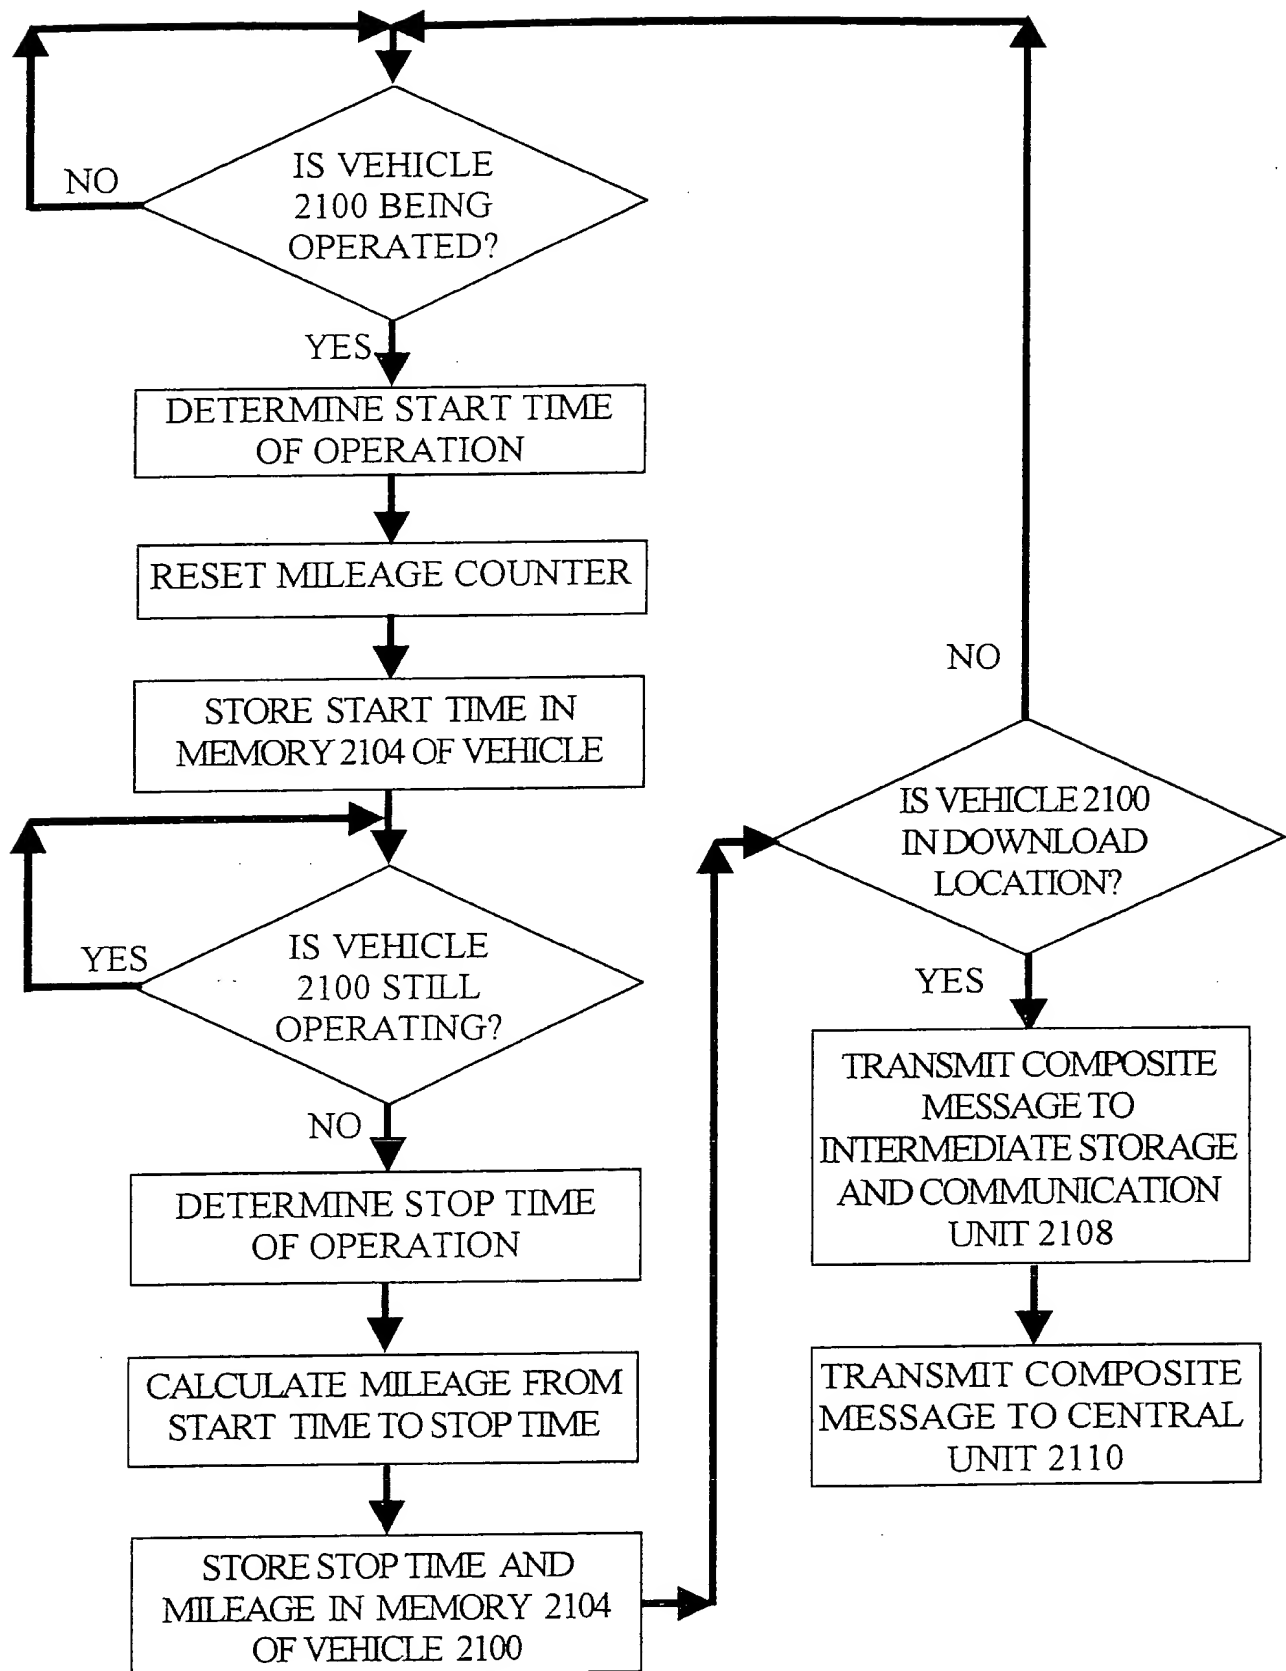 NO
IS VEHICLE
2100 BEING
OPERATED?
YES
DETERMINE START TIME
OF OPERATION
RESET MILEAGE COUNTER
STORE START TIME IN
MEMORY 2104 OF VEHICLE
YES
IS VEHICLE
2100 STILL
OPERATING?
NO
DETERMINE STOP TIME
OF OPERATION
CALCULATE MILEAGE FROM
START TIME TO STOP TIME
STORE STOP TIME AND
MILEAGE IN MEMORY 2104
OF VEHICLE 2100
NO
IS VEHICLE 2100
IN DOWNLOAD
LOCATION?
YES
TRANSMIT COMPOSITE
MESSAGE TO
INTERMEDIATE STORAGE
AND COMMUNICATION
UNIT 2108
TRANSMIT COMPOSITE
MESSAGE TO CENTRAL
UNIT 2110